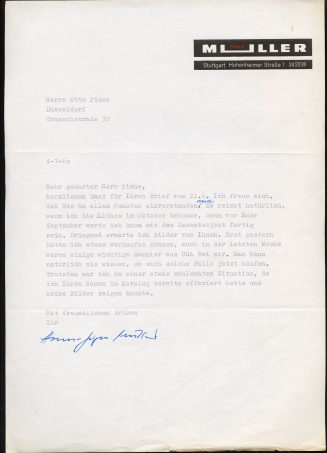 MÜLLER
Stuttgart Hohenheimer Straße 1 242226
Herrn Otto Piene
Düsseldorf
4-7-60
Sehr geehrter Herr Piene,
herzlichen Dank für Ihren Brief vom 21.6. Ich freue mich,
das Sie in allem Punkten einverstanden mir. Es reicht natürlich,
wenn ich die Lithos im Oktober bekomme, denn vor Ende
September werde ich kaum mit dem Gesamtobjekt fertig
sein. Dringend erwarte ich Bilder von Ihnen. Erst gestern
hätte ich etwas verkaufen können, auch in der letzten Woche
waren einige wichtige Sammler aus USA bei mir. Man kann
natürlich nie wissen, ob sich solche Fälle jetzt häufen.
Trotzdem war ich in einer etwas schlechten Situation, da
ich Ihren Namen im Katalog bereits offeriert hatte und
keine Bilder zeigen konnte.
Mit freundlichen Grüßen
Ihr